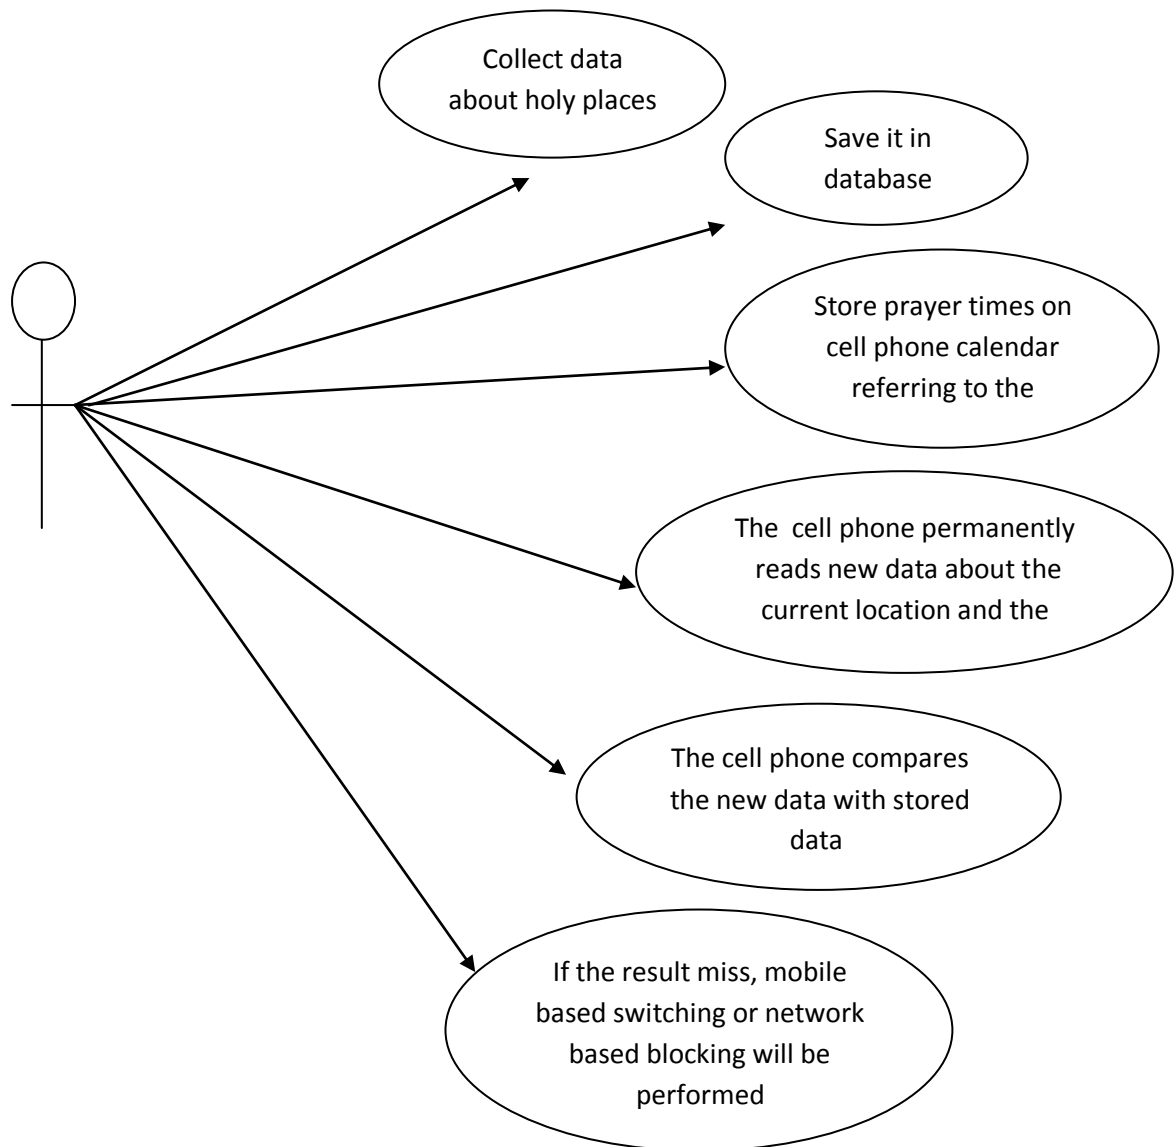 Collect data
about holy places
Save it in
database
Store prayer times on
cell phone calendar
referring to the
The cell phone permanently
reads new data about the
current location and the
The cell phone compares
the new data with stored
data
If the result miss, mobile
based switching or network
based blocking will be
performed